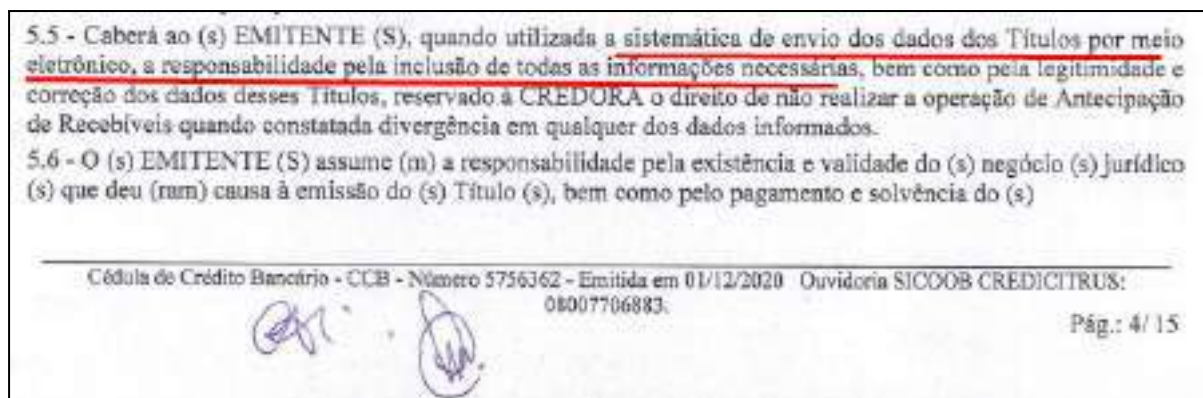 5.5 - Caberá ao (s) EMITENTE (S), quando utilizada a sistemática de envio dos dados dos Títulos por meio
eletrônico, a responsabilidade pela inclusão de todas as informações necessárias, bem como pela legitimidade e
correção dos dados desses Títulos, reservado à CREDORA o direito de não realizar a operação de Antecipação
de Recebíveis quando constatada divergência em qualquer dos dados informados.
5.6 - O (s) EMITENTE (S) assume (m) a responsabilidade pela existência e validade do (s) negócio (s) jurídico
(s) que deu (ram) causa à emissão do (s) Título (s), bem como pelo pagamento e solvência do (s)
Cédula de Crédito Bancário - CCB - Número 5756362 - Emitida em 01/12/2020 Ouvidoria SICOOB CREDICITRUS:
08007706883.
Pág.: 4/ 15